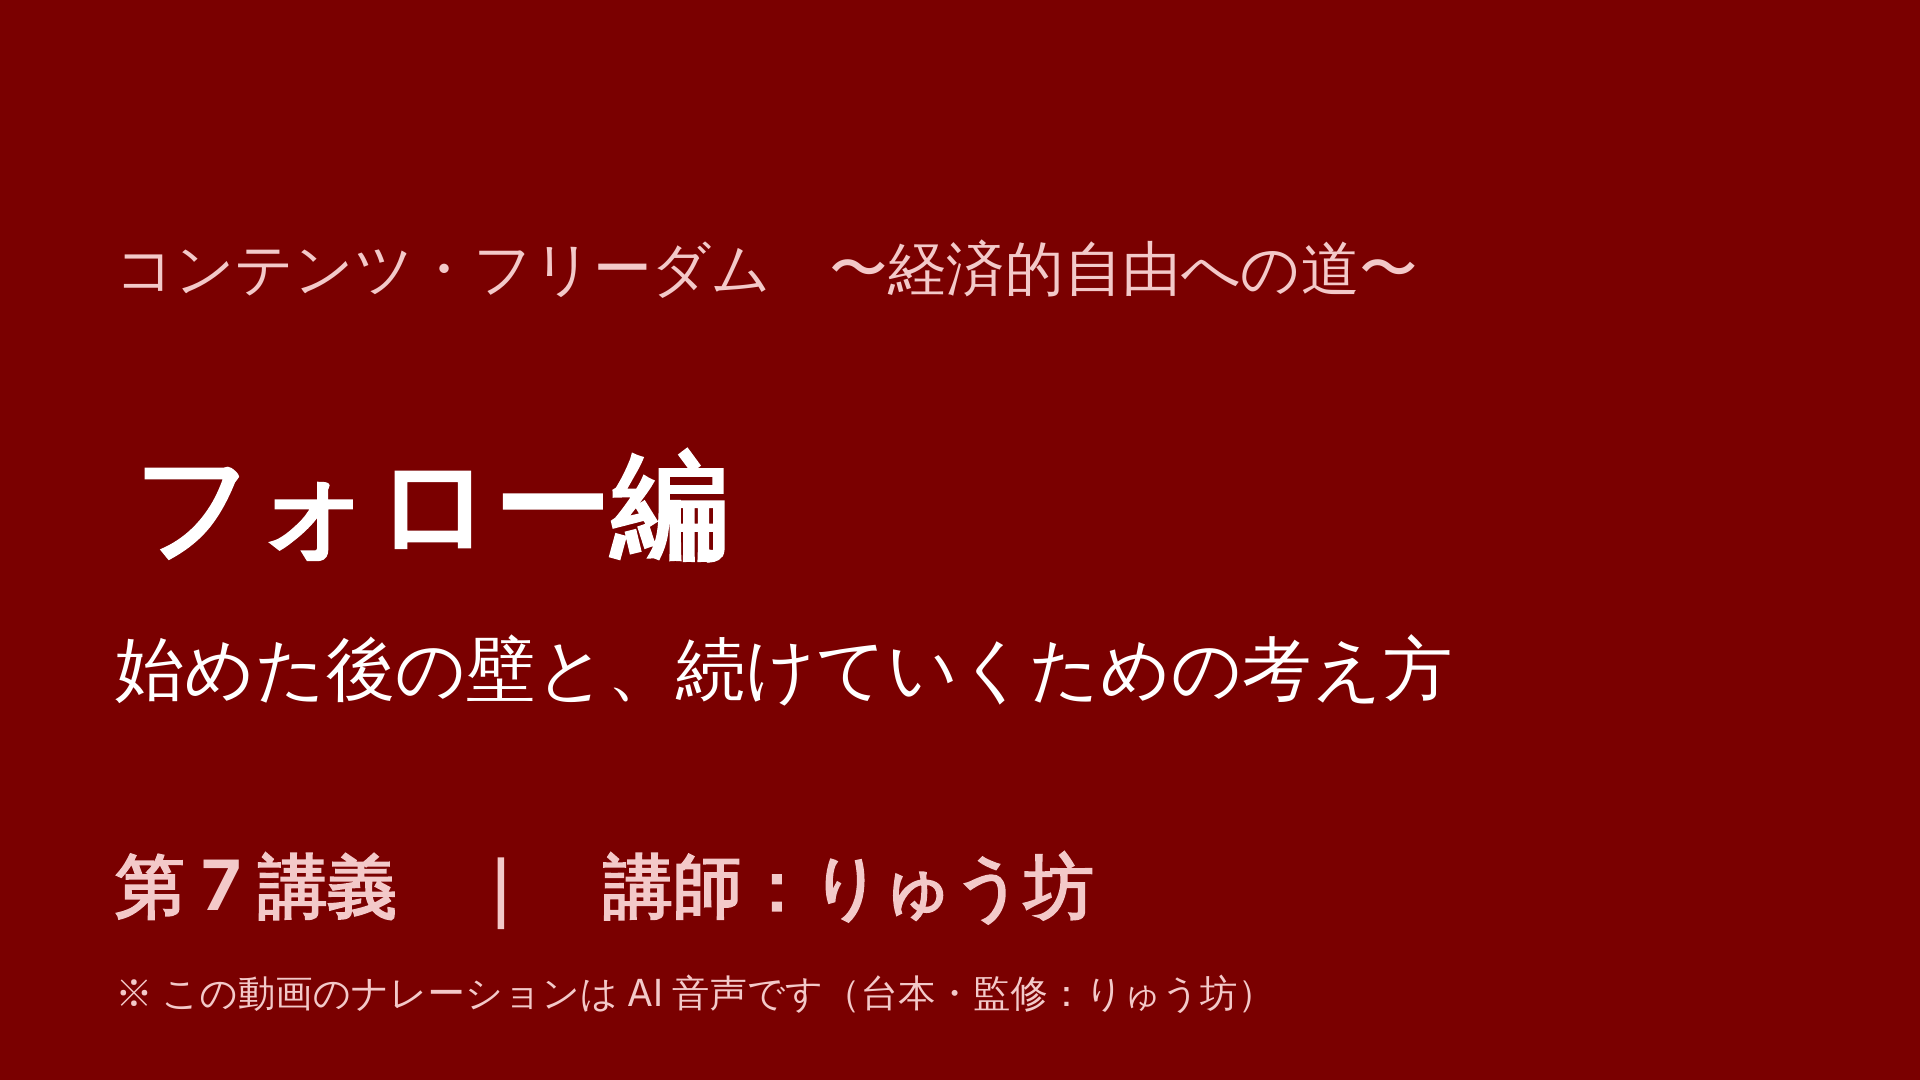 コンテンツ・フリーダム　〜経済的自由への道〜
フォロー編
始めた後の壁と、続けていくための考え方
第7講義　｜　講師：りゅう坊
※この動画のナレーションはAI音声です（台本・監修：りゅう坊）